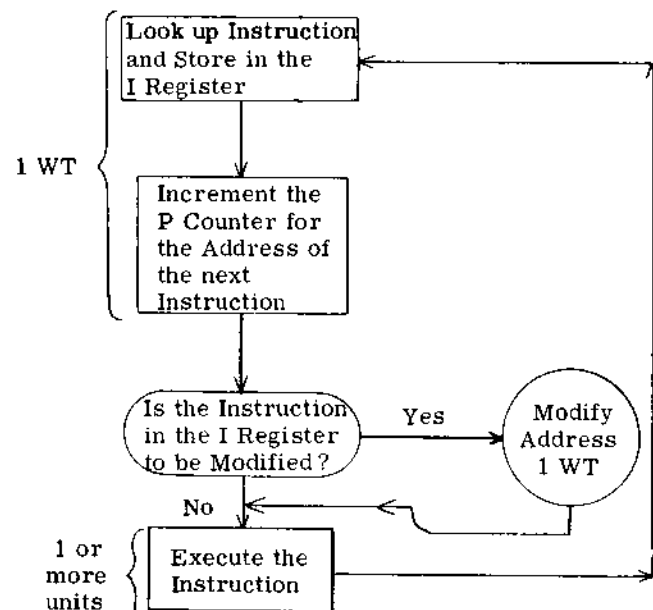 Look up Instruction
and Store in the
I Register
1 WT
Increment the
P Counter for
the Address of
the next
Instruction
Is the Instruction
in the I Register
to be Modified?
Yes
Modify
Address
1 WT
No
1 or
more
units
Execute the
Instruction